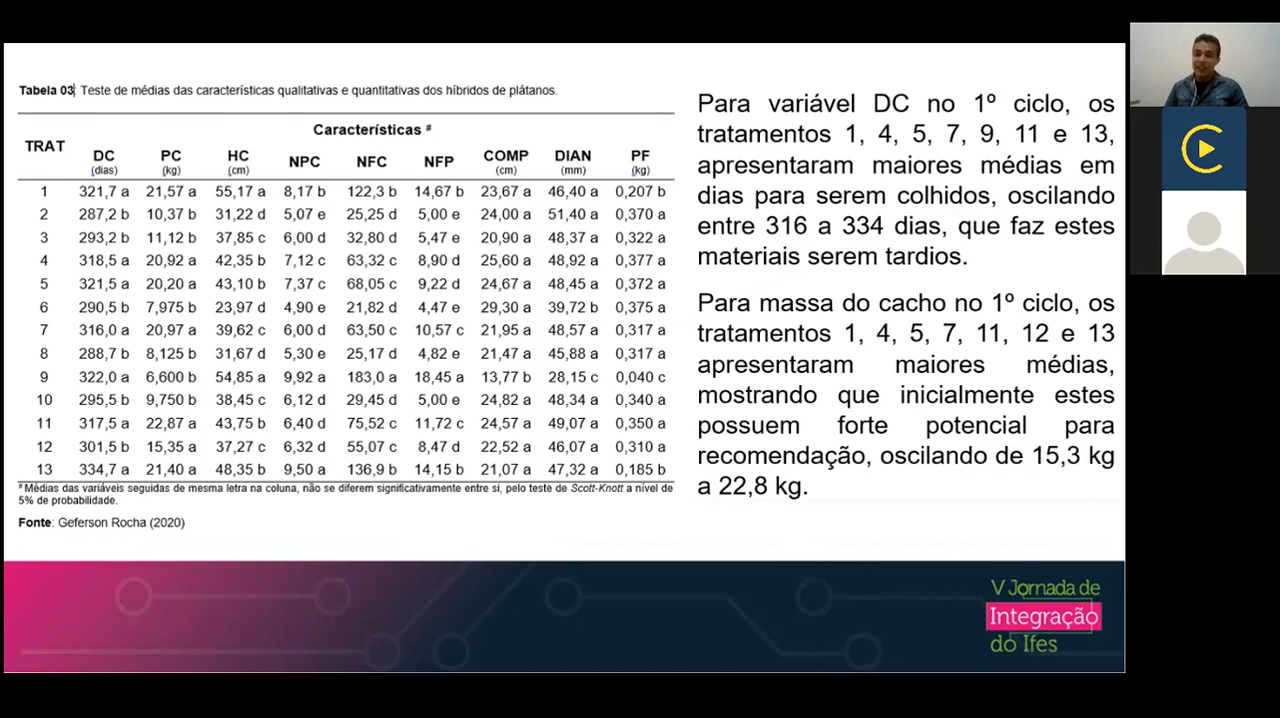 Tabela 03 Teste de médias das características qualitativas e quantitativas dos híbridos de plátanos.
Características #
TRAT DC PC HC NPC NFC NFP COMP DIAN PF
(dias) (kg) (cm) (cm) (mm) (kg)
1 321,7 a 21,57 a 55,17 a 8,17 b 122,3 b 14,67 b 23,67 a 46,40 a 0,207 b
2 287,2 b 10,37 b 31,22 d 5,07 e 25,25 d 5,00 e 24,00 a 51,40 a 0,370 a
3 293,2 b 11,12 b 37,85 c 6,00 d 32,80 d 5,47 e 20,90 a 48,37 a 0,322 a
4 318,5 a 20,92 a 42,35 b 7,12 c 63,32 c 8,90 d 25,60 a 48,92 a 0,377 a
5 321,5 a 20,20 a 43,10 b 7,37 c 68,05 c 9,22 d 24,67 a 48,45 a 0,372 a
6 290,5 b 7,975 b 23,97 d 4,90 e 21,82 d 4,47 e 29,30 a 39,72 b 0,375 a
7 316,0 a 20,97 a 39,62 c 6,00 d 63,50 c 10,57 c 21,95 a 48,57 a 0,317 a
8 288,7 b 8,125 b 31,67 d 5,30 e 25,17 d 4,82 e 21,47 a 45,88 a 0,317 a
9 322,0 a 6,600 b 54,85 a 9,92 a 183,0 a 18,45 a 13,77 b 28,15 c 0,040 c
10 295,5 b 9,750 b 38,45 c 6,12 d 29,45 d 5,00 e 24,82 a 48,34 a 0,340 a
11 317,5 a 22,87 a 43,75 b 6,40 d 75,52 c 11,72 c 24,57 a 49,07 a 0,350 a
12 301,5 b 15,35 a 37,27 c 6,32 d 55,07 c 8,47 d 22,52 a 46,07 a 0,310 a
13 334,7 a 21,40 a 48,35 b 9,50 a 136,9 b 14,15 b 21,07 a 47,32 a 0,185 b
# Médias das variáveis seguidas de mesma letra na coluna, não se diferem significativamente entre si, pelo teste de Scott-Knott a nível de
5% de probabilidade.
Fonte: Geferson Rocha (2020)
Para variável DC no 1º ciclo, os
tratamentos 1, 4, 5, 7, 9, 11 e 13,
apresentaram maiores médias em
dias para serem colhidos, oscilando
entre 316 a 334 dias, que faz estes
materiais serem tardios.
Para massa do cacho no 1º ciclo, os
tratamentos 1, 4, 5, 7, 11, 12 e 13
apresentaram maiores médias,
mostrando que inicialmente estes
possuem forte potencial para
recomendação, oscilando de 15,3 kg
a 22,8 kg.
V Jornada de
Integração
do Ifes